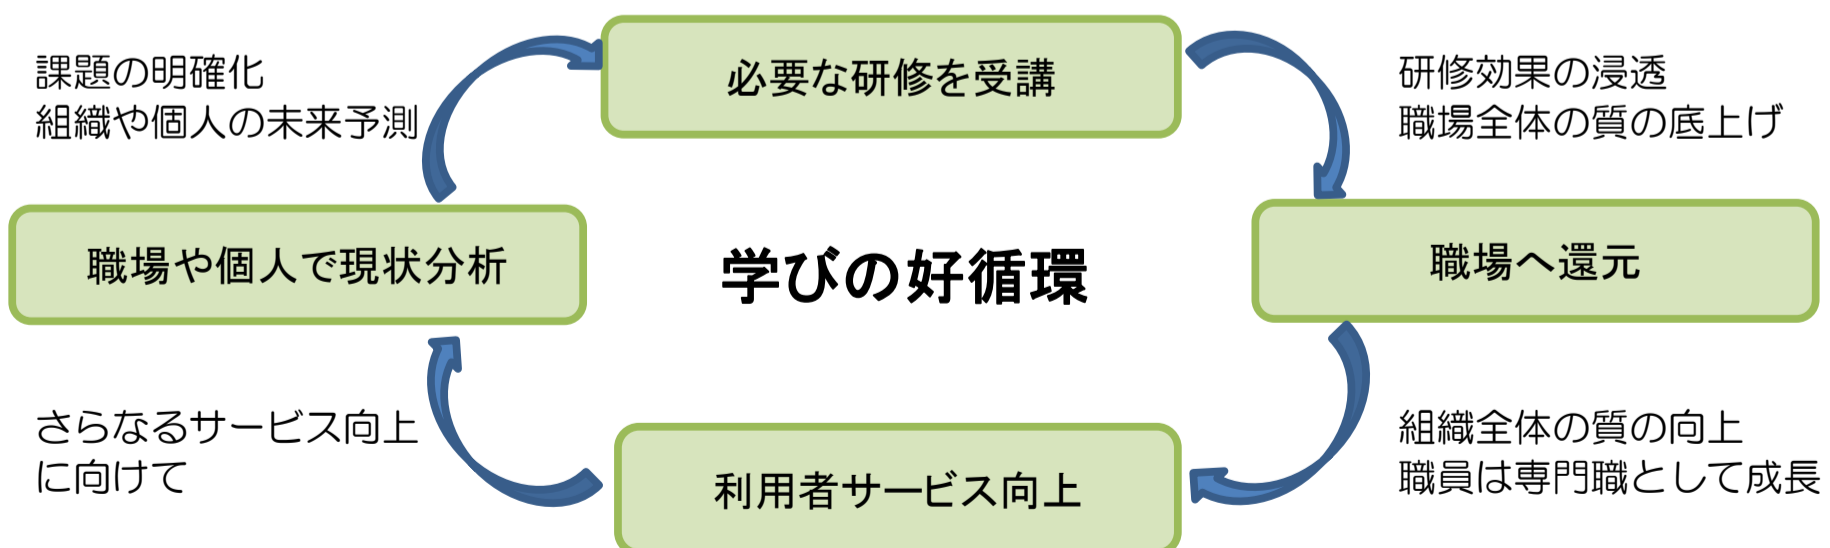 課題の明確化
組織や個人の未来予測
必要な研修を受講
研修効果の浸透
職場全体の質の底上げ
職場や個人で現状分析
学びの好循環
職場へ還元
さらなるサービス向上
に向けて
利用者サービス向上
組織全体の質の向上
職員は専門職として成長